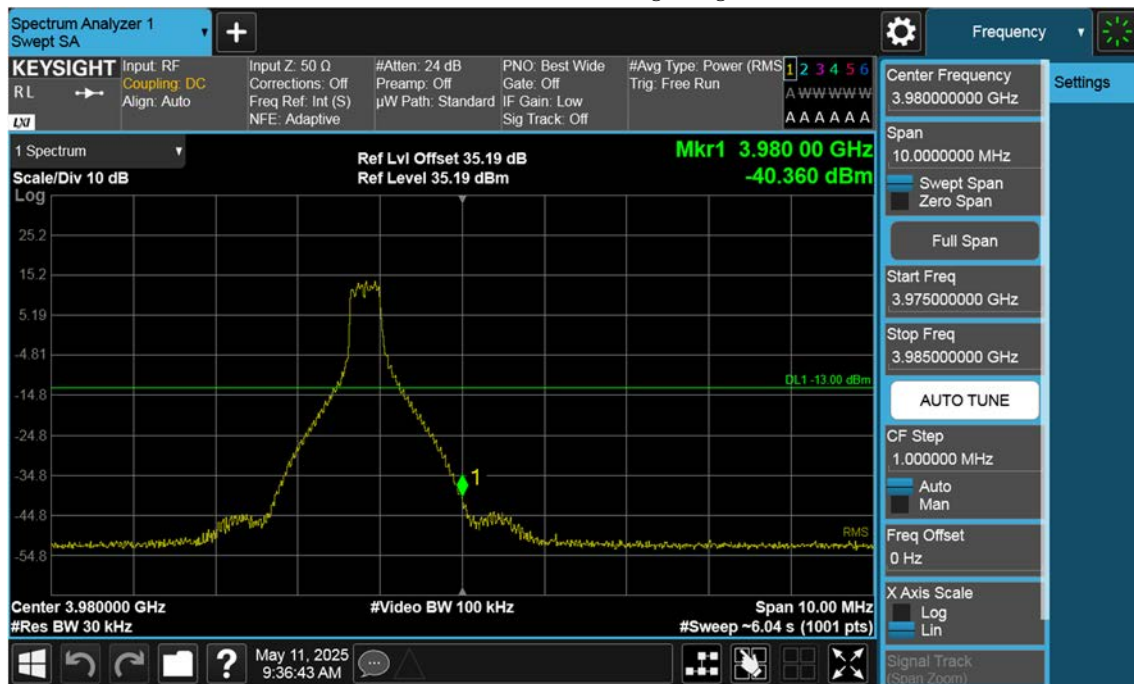 Spectrum Analyzer 1
Swept SA
+
Frequency
KEYSIGHT
R L
LXI
Input: RF
Coupling: DC
Align: Auto
Input Z: 50 Ω
Corrections: Off
Freq Ref: Int (S)
NFE: Adaptive
#Atten: 24 dB
Preamp: Off
µW Path: Standard
PNO: Best Wide
Gate: Off
IF Gain: Low
Sig Track: Off
#Avg Type: Power (RMS
Trig: Free Run
1 2 3 4 5 6
A W W W W W
A A A A A A
1 Spectrum
Scale/Div 10 dB
Log
Ref Lvl Offset 35.19 dB
Ref Level 35.19 dBm
Mkr1 3.980 00 GHz
-40.360 dBm
25.2
15.2
5.19
-4.81
-14.8
-24.8
-34.8
-44.8
-54.8
DL1 -13.00 dBm
1
RMS
Center 3.980000 GHz
#Res BW 30 kHz
#Video BW 100 kHz
Span 10.00 MHz
#Sweep ~6.04 s (1001 pts)
Center Frequency
3.980000000 GHz
Settings
Span
10.0000000 MHz
Swept Span
Zero Span
Full Span
Start Freq
3.975000000 GHz
Stop Freq
3.985000000 GHz
AUTO TUNE
CF Step
1.000000 MHz
Auto
Man
Freq Offset
0 Hz
X Axis Scale
Log
Lin
Signal Track
(Span Zoom)
?
May 11, 2025
9:36:43 AM